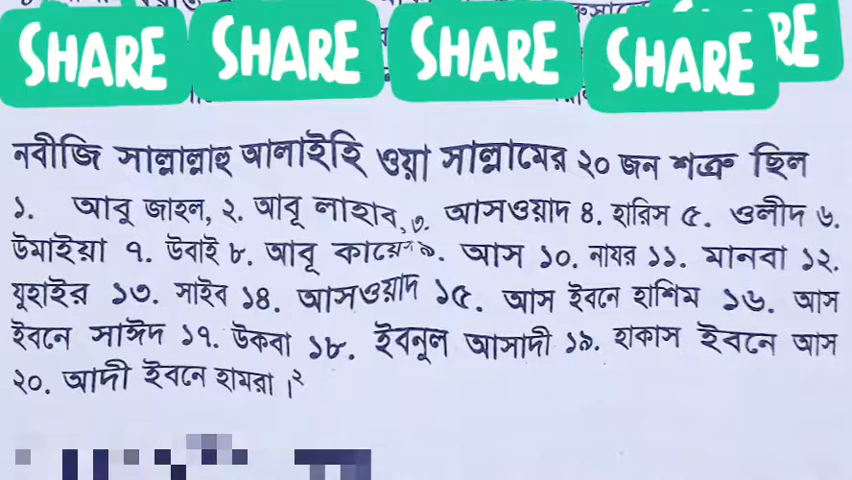 SHARE SHARE SHARE SHARE RE
নবীজি সাল্লাল্লাহু আলাইহি ওয়া সাল্লামের ২০ জন শত্রু ছিল
১. আবু জাহল, ২. আবূ লাহাব, ৩. আসওয়াদ ৪. হারিস ৫. ওলীদ ৬.
উমাইয়া ৭. উবাই ৮. আবূ কায়েস ৯. আস ১০. নাযর ১১. মানবা ১২.
যুহাইর ১৩. সাইব ১৪. আসওয়াদ ১৫. আস ইবনে হাশিম ১৬. আস
ইবনে সাঈদ ১৭. উকবা ১৮. ইবনুল আসাদী ১৯. হাকাস ইবনে আস
২০. আদী ইবনে হামরা।২